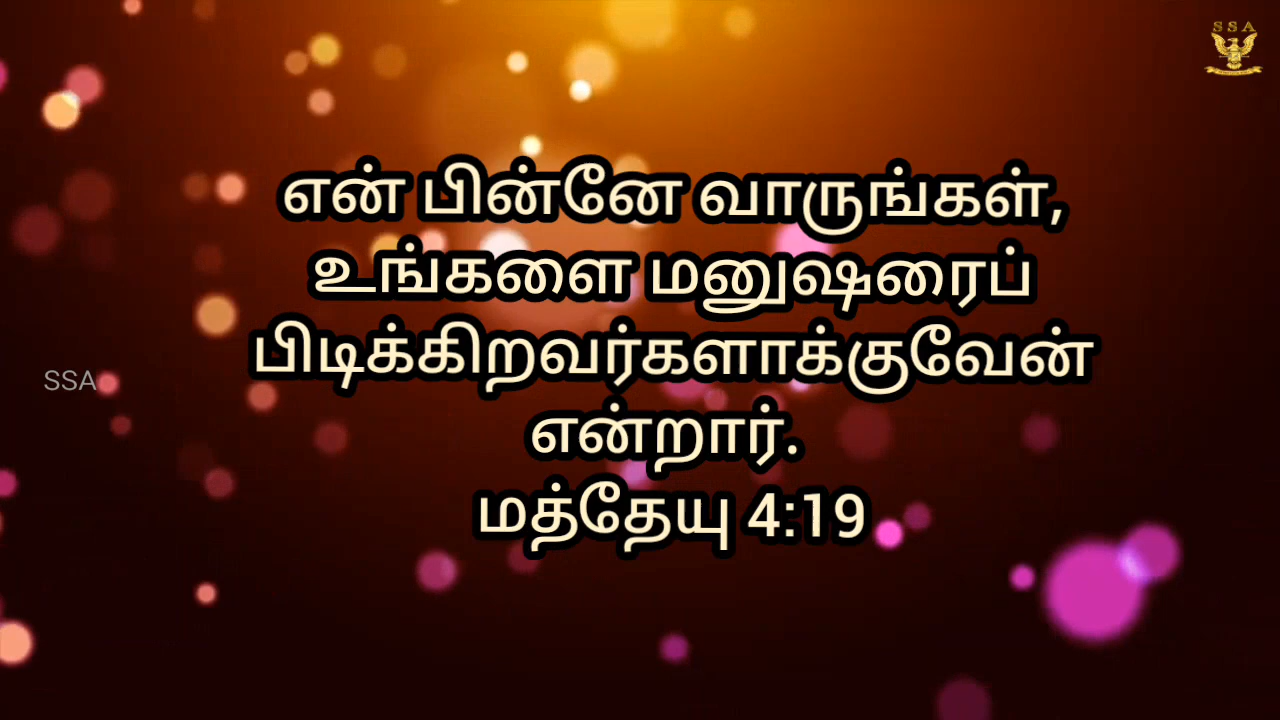 SSA
என் பின்னே வாருங்கள்,
உங்களை மனுஷரைப்
பிடிக்கிறவர்களாக்குவேன்
SSA
என்றார்.
மத்தேயு 4:19